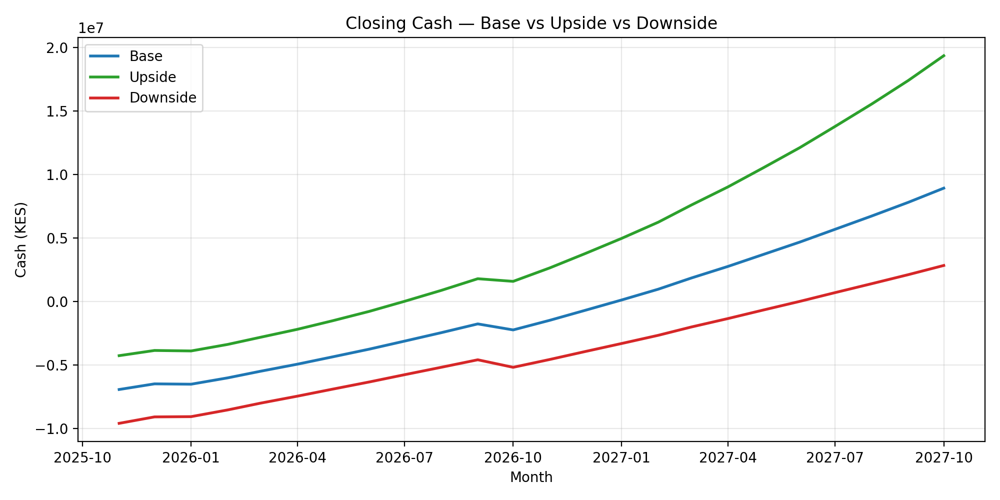 Closing Cash — Base vs Upside vs Downside
1e7
2.0
1.5
1.0
0.5
0.0
−0.5
−1.0
Cash (KES)
Base
Upside
Downside
2025-10
2026-01
2026-04
2026-07
2026-10
2027-01
2027-04
2027-07
2027-10
Month